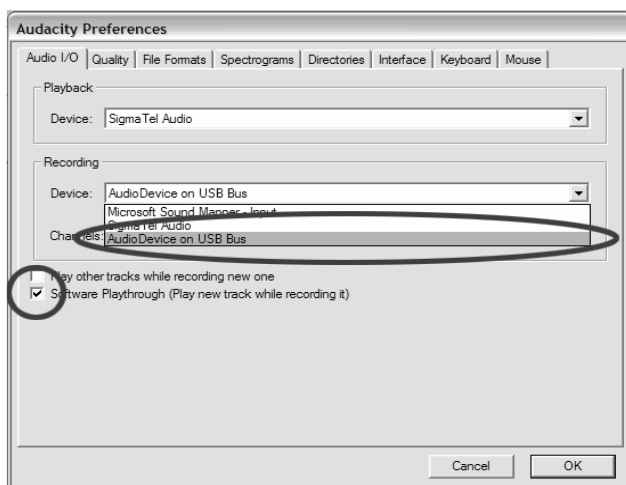 Audacity Preferences
Audio I/O Quality File Formats Spectrograms Directories Interface Keyboard Mouse
Playback
Device: SigmaTel Audio
Recording
Device: AudioDevice on USB Bus
Microsoft Sound Mapper - Input
SigmaTel Audio
Channels: AudioDevice on USB Bus
Play other tracks while recording new one
Software Playthrough (Play new track while recording it)
Cancel OK